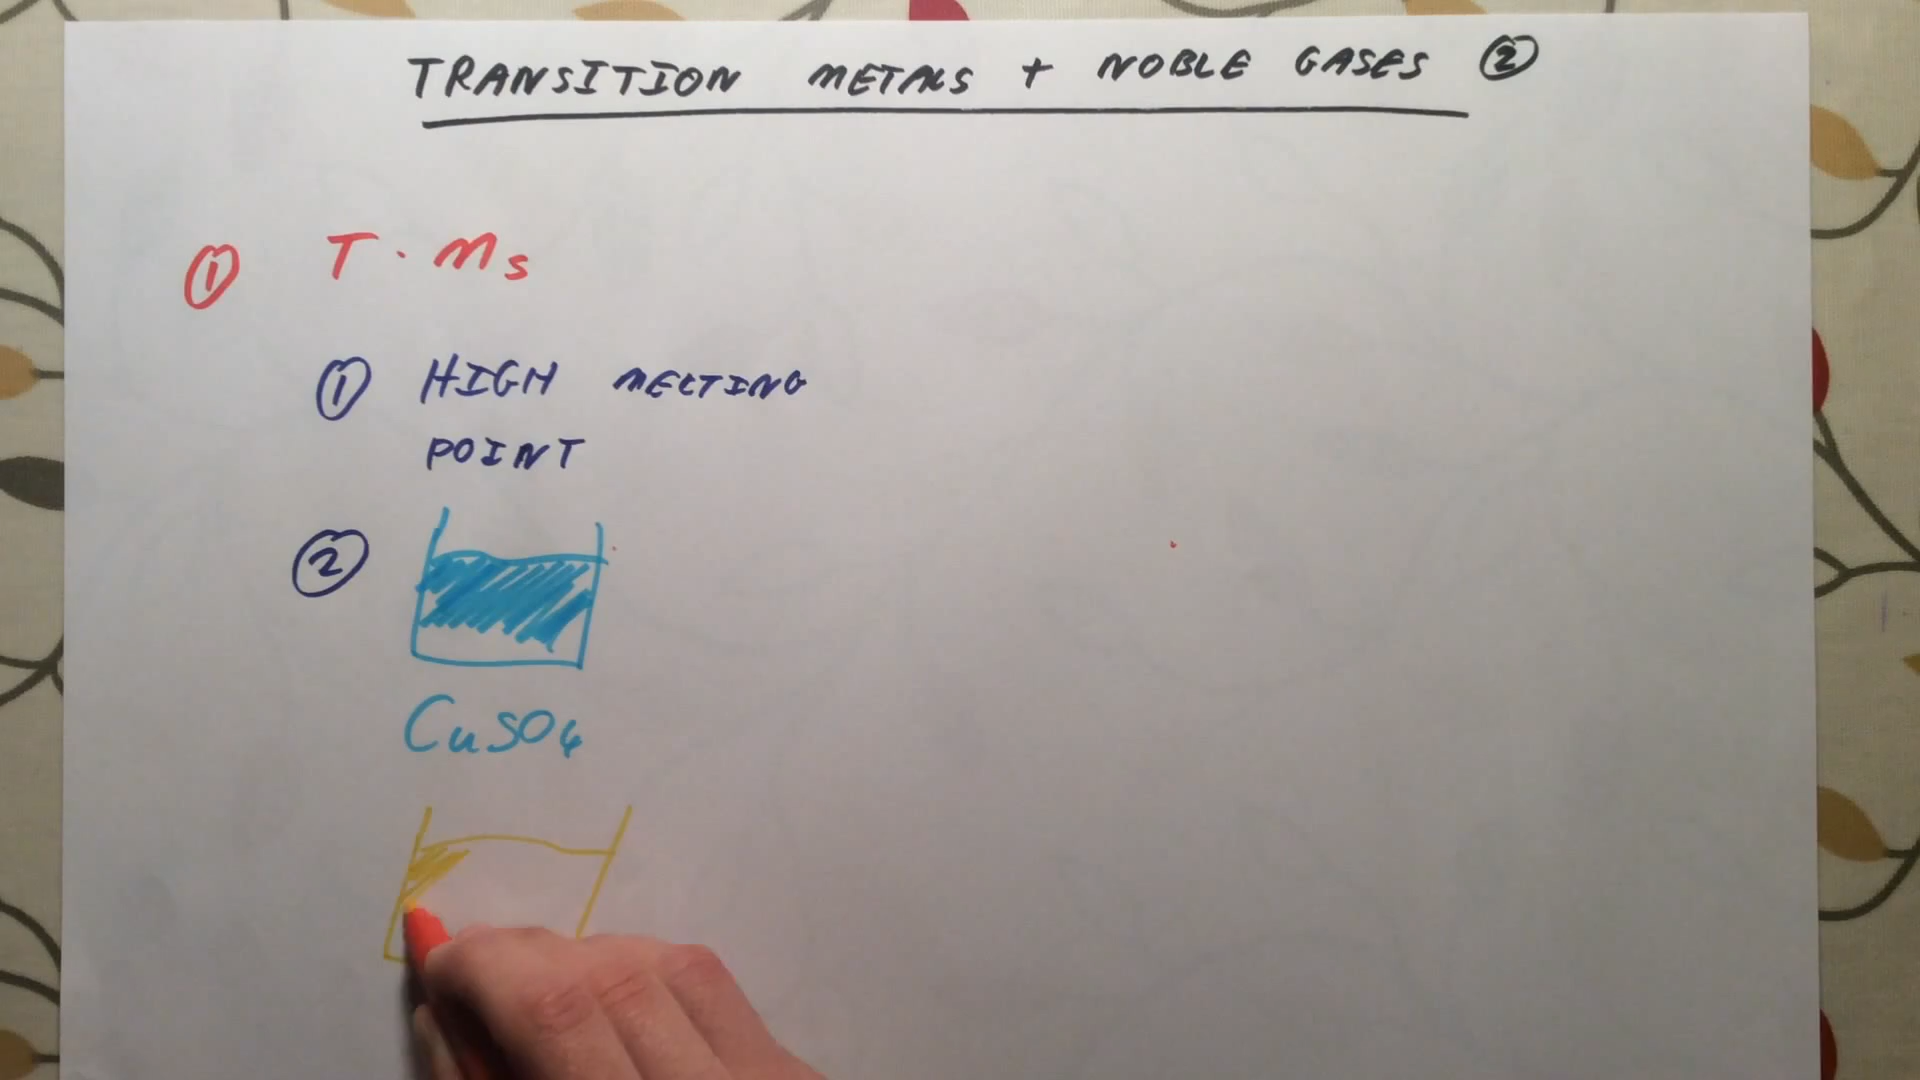 TRANSITION METALS + NOBLE GASES ②
① T. Ms
① HIGH MELTING
POINT
②
CuSO4